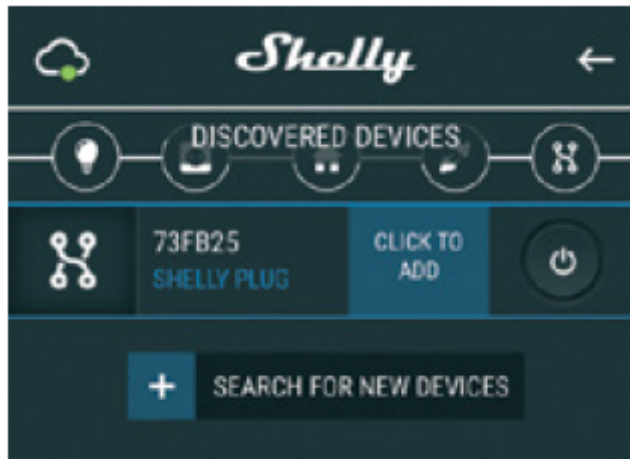 Shelly
DISCOVERED DEVICES
73FB25
SHELLY PLUG
CLICK TO
ADD
+ SEARCH FOR NEW DEVICES